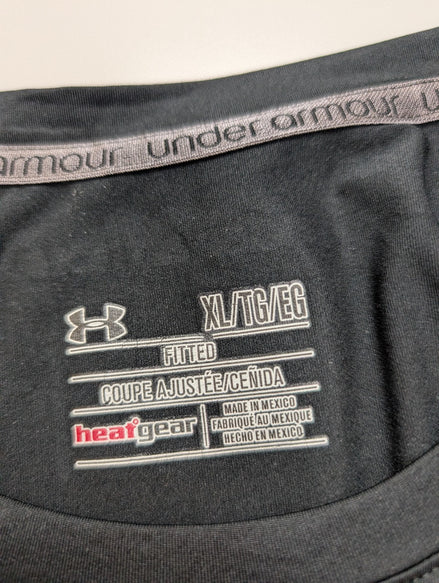 armour under armour under
XL/TG/EG
FITTED
COUPE AJUSTÉE/CEÑIDA
heatgear
MADE IN MEXICO
FABRIQUÉ AU MEXIQUE
HECHO EN MEXICO